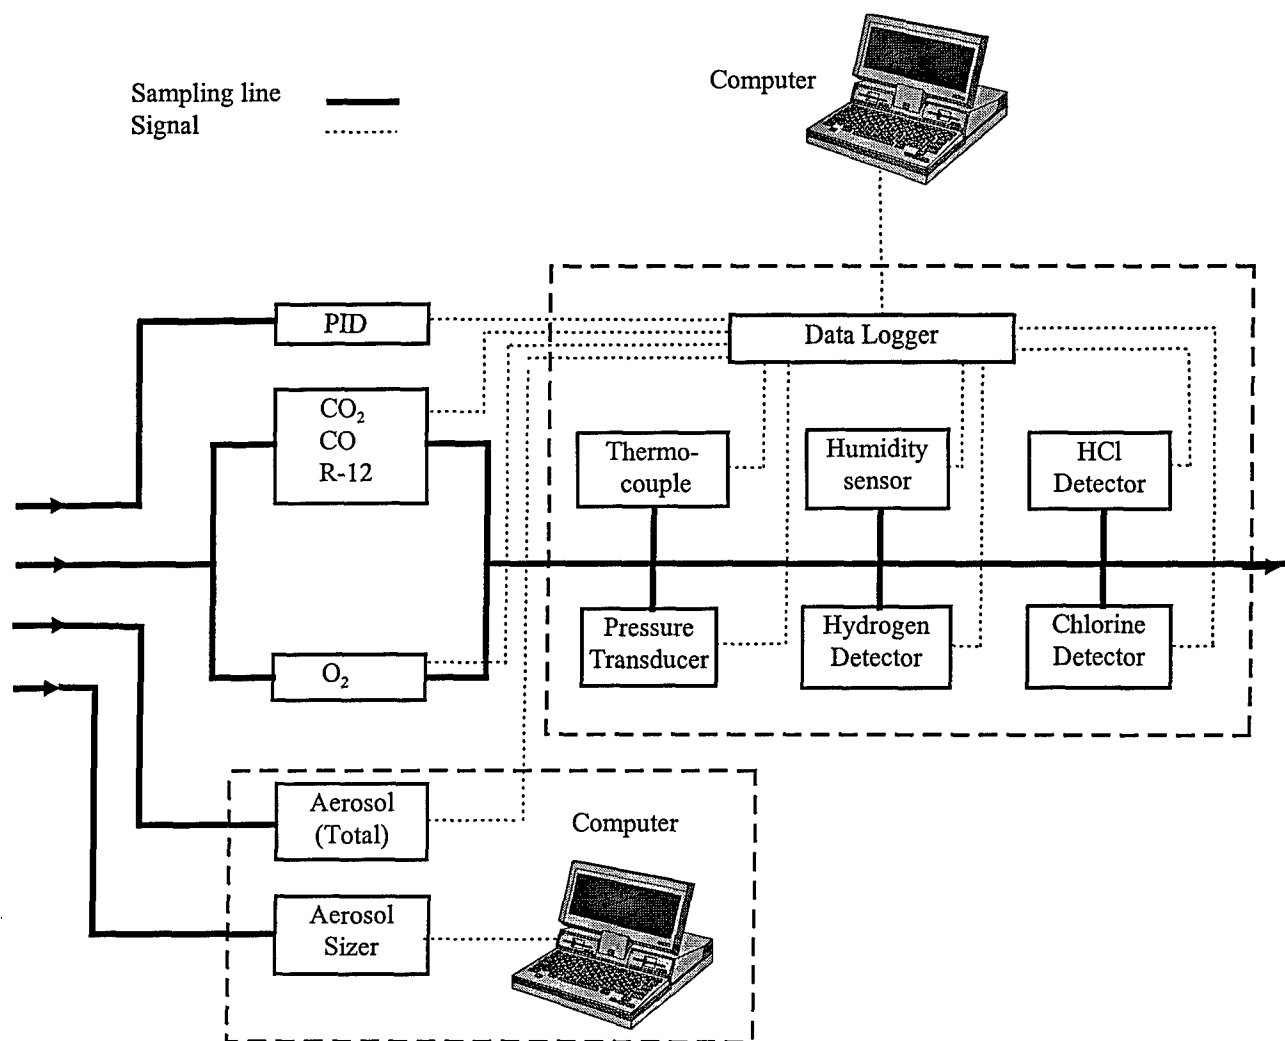 Computer
Sampling line
Signal
PID
Data Logger
CO₂
CO
R-12
Thermo-
couple
Humidity
sensor
HCl
Detector
Pressure
Transducer
Hydrogen
Detector
Chlorine
Detector
O₂
Aerosol
(Total)
Computer
Aerosol
Sizer